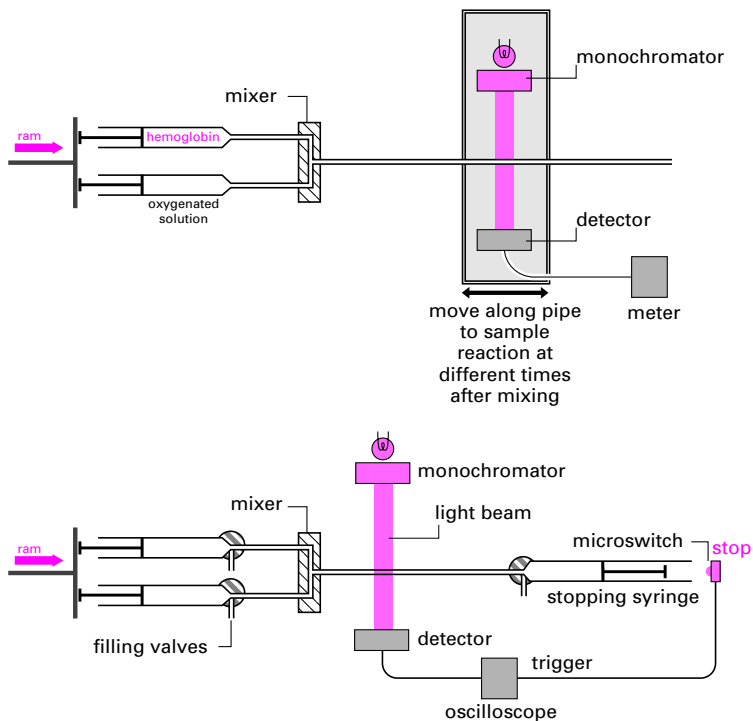 monochromator
mixer
ram
hemoglobin
oxygenated
solution
detector
meter
move along pipe
to sample
reaction at
different times
after mixing
monochromator
mixer
light beam
microswitch
stop
ram
stopping syringe
filling valves
detector
trigger
oscilloscope